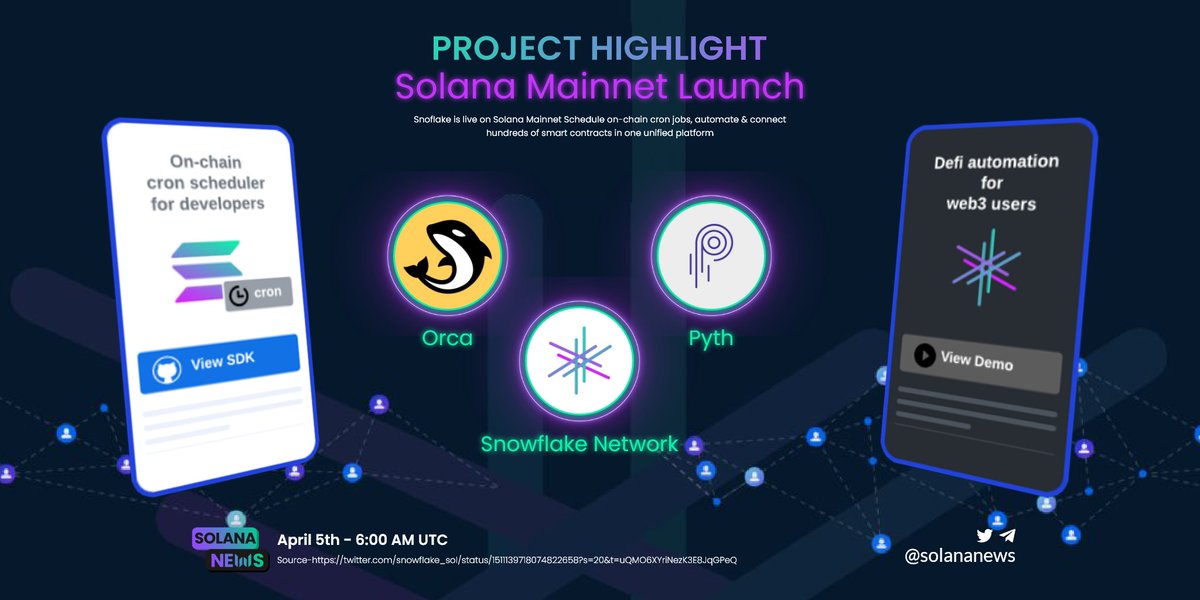 PROJECT HIGHLIGHT
Solana Mainnet Launch
Snoflake is live on Solana Mainnet Schedule on-chain cron jobs, automate & connect
hundreds of smart contracts in one unified platform
On-chain
cron scheduler
for developers
cron
View SDK
Orca
Pyth
Snowflake Network
Defi automation
for
web3 users
View Demo
SOLANA
NEWS
April 5th - 6:00 AM UTC
Source-https://twitter.com/snowflake_sol/status/1511139718074822658?s=20&t=uQMO6XYriNezK3E8JqGPeQ
@solananews